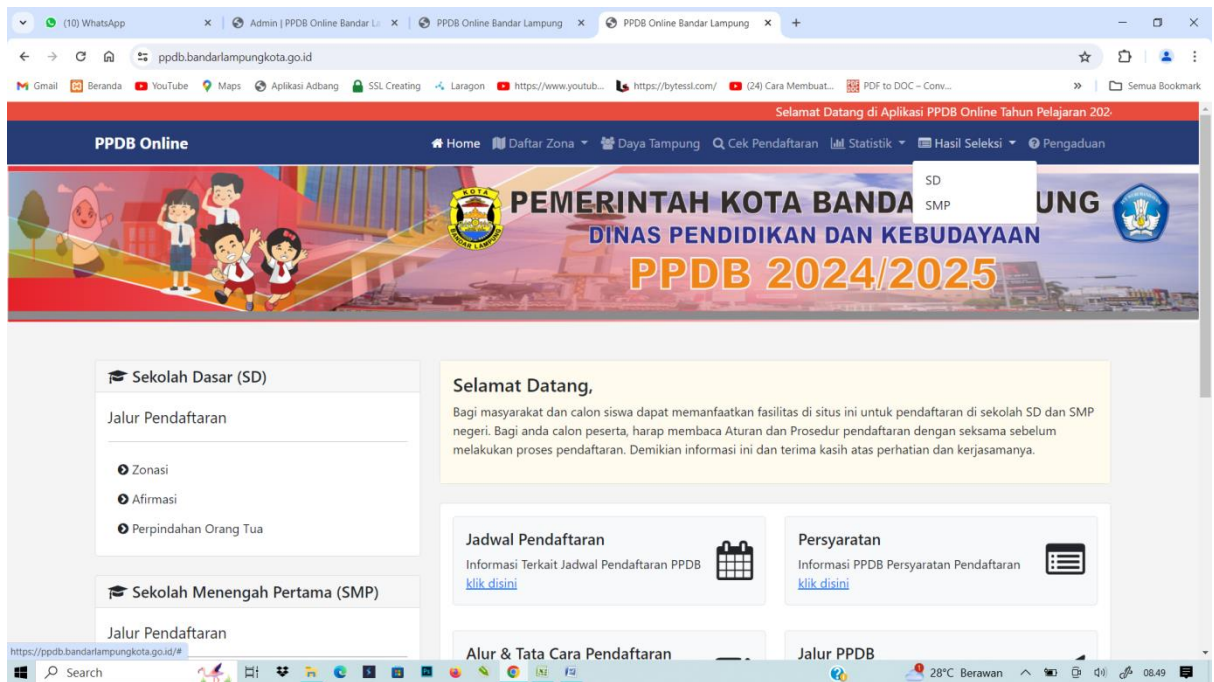 (10) WhatsApp
Admin | PPDB Online Bandar La
PPDB Online Bandar Lampung
PPDB Online Bandar Lampung
ppdb.bandarlampungkota.go.id
Gmail Beranda YouTube Maps Aplikasi Adbang SSL Creating Laragon https://www.youtub... https://bytessl.com/ (24) Cara Membuat... PDF to DOC – Conv... » Semua Bookmark
Selamat Datang di Aplikasi PPDB Online Tahun Pelajaran 202
PPDB Online
Home Daftar Zona Daya Tampung Cek Pendaftaran Statistik Hasil Seleksi Pengaduan
SD
SMP
KOTA
BANDAR LAMPUNG
PEMERINTAH KOTA BANDA UNG
DINAS PENDIDIKAN DAN KEBUDAYAAN
PPDB 2024/2025
Sekolah Dasar (SD)
Jalur Pendaftaran
Zonasi
Afirmasi
Perpindahan Orang Tua
Sekolah Menengah Pertama (SMP)
Jalur Pendaftaran
Selamat Datang,
Bagi masyarakat dan calon siswa dapat memanfaatkan fasilitas di situs ini untuk pendaftaran di sekolah SD dan SMP
negeri. Bagi anda calon peserta, harap membaca Aturan dan Prosedur pendaftaran dengan seksama sebelum
melakukan proses pendaftaran. Demikian informasi ini dan terima kasih atas perhatian dan kerjasamanya.
Jadwal Pendaftaran
Informasi Terkait Jadwal Pendaftaran PPDB
klik disini
Persyaratan
Informasi PPDB Persyaratan Pendaftaran
klik disini
Alur & Tata Cara Pendaftaran
Jalur PPDB
https://ppdb.bandarlampungkota.go.id/#
Search
28°C Berawan
08.49